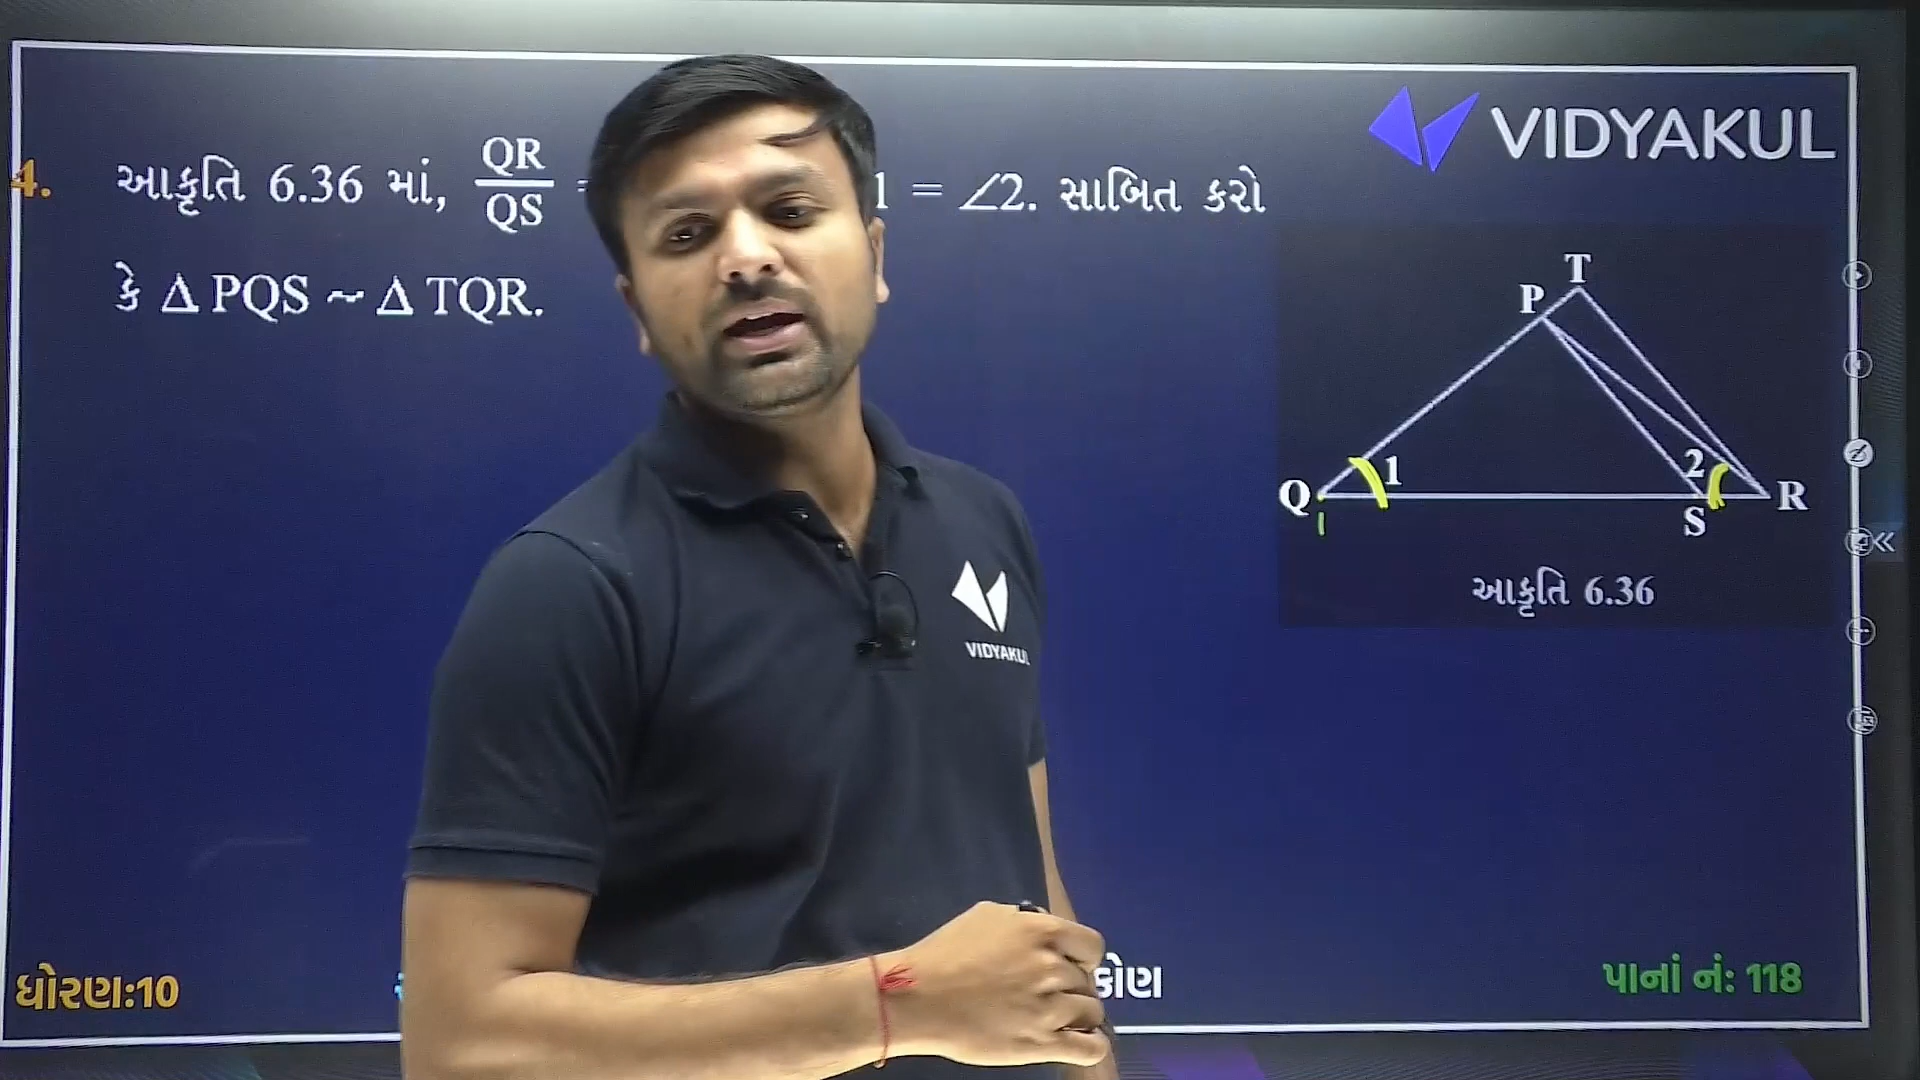 VIDYAKUL
4. આકૃતિ 6.36 માં, QR/QS = 1 = ∠2. સાબિત કરો
કે Δ PQS ~ Δ TQR.
T
P
1
2
Q
R
S
આકૃતિ 6.36
VIDYAKUL
ધોરણ:10
કોણ
પાનાં નં: 118